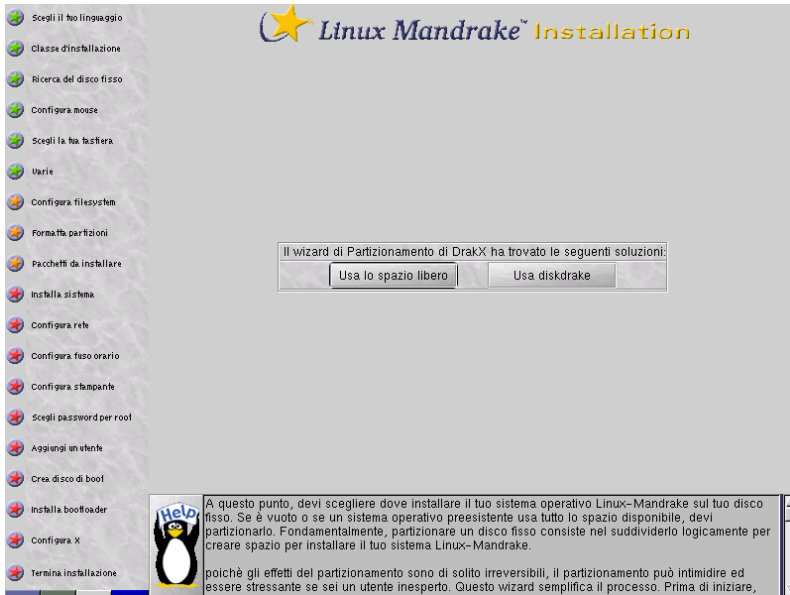 Linux Mandrake™ Installation
Scegli il tuo linguaggio
Classe d'installazione
Ricerca del disco fisso
Configura mouse
Scegli la tua tastiera
Varie
Configura filesystem
Formatta partizioni
Pacchetti da installare
Installa sistema
Configura rete
Configura fuso orario
Configura stampante
Scegli password per root
Aggiungi un utente
Crea disco di boot
Installa bootloader
Configura X
Termina installazione
Il wizard di Partizionamento di DrakX ha trovato le seguenti soluzioni:
Usa lo spazio libero
Usa diskdrake
Help
A questo punto, devi scegliere dove installare il tuo sistema operativo Linux-Mandrake sul tuo disco
fisso. Se è vuoto o se un sistema operativo preesistente usa tutto lo spazio disponibile, devi
partizionarlo. Fondamentalmente, partizionare un disco fisso consiste nel suddividerlo logicamente per
creare spazio per installare il tuo sistema Linux-Mandrake.
poichè gli effetti del partizionamento sono di solito irreversibili, il partizionamento può intimidire ed
essere stressante se sei un utente inesperto. Questo wizard semplifica il processo. Prima di iniziare,